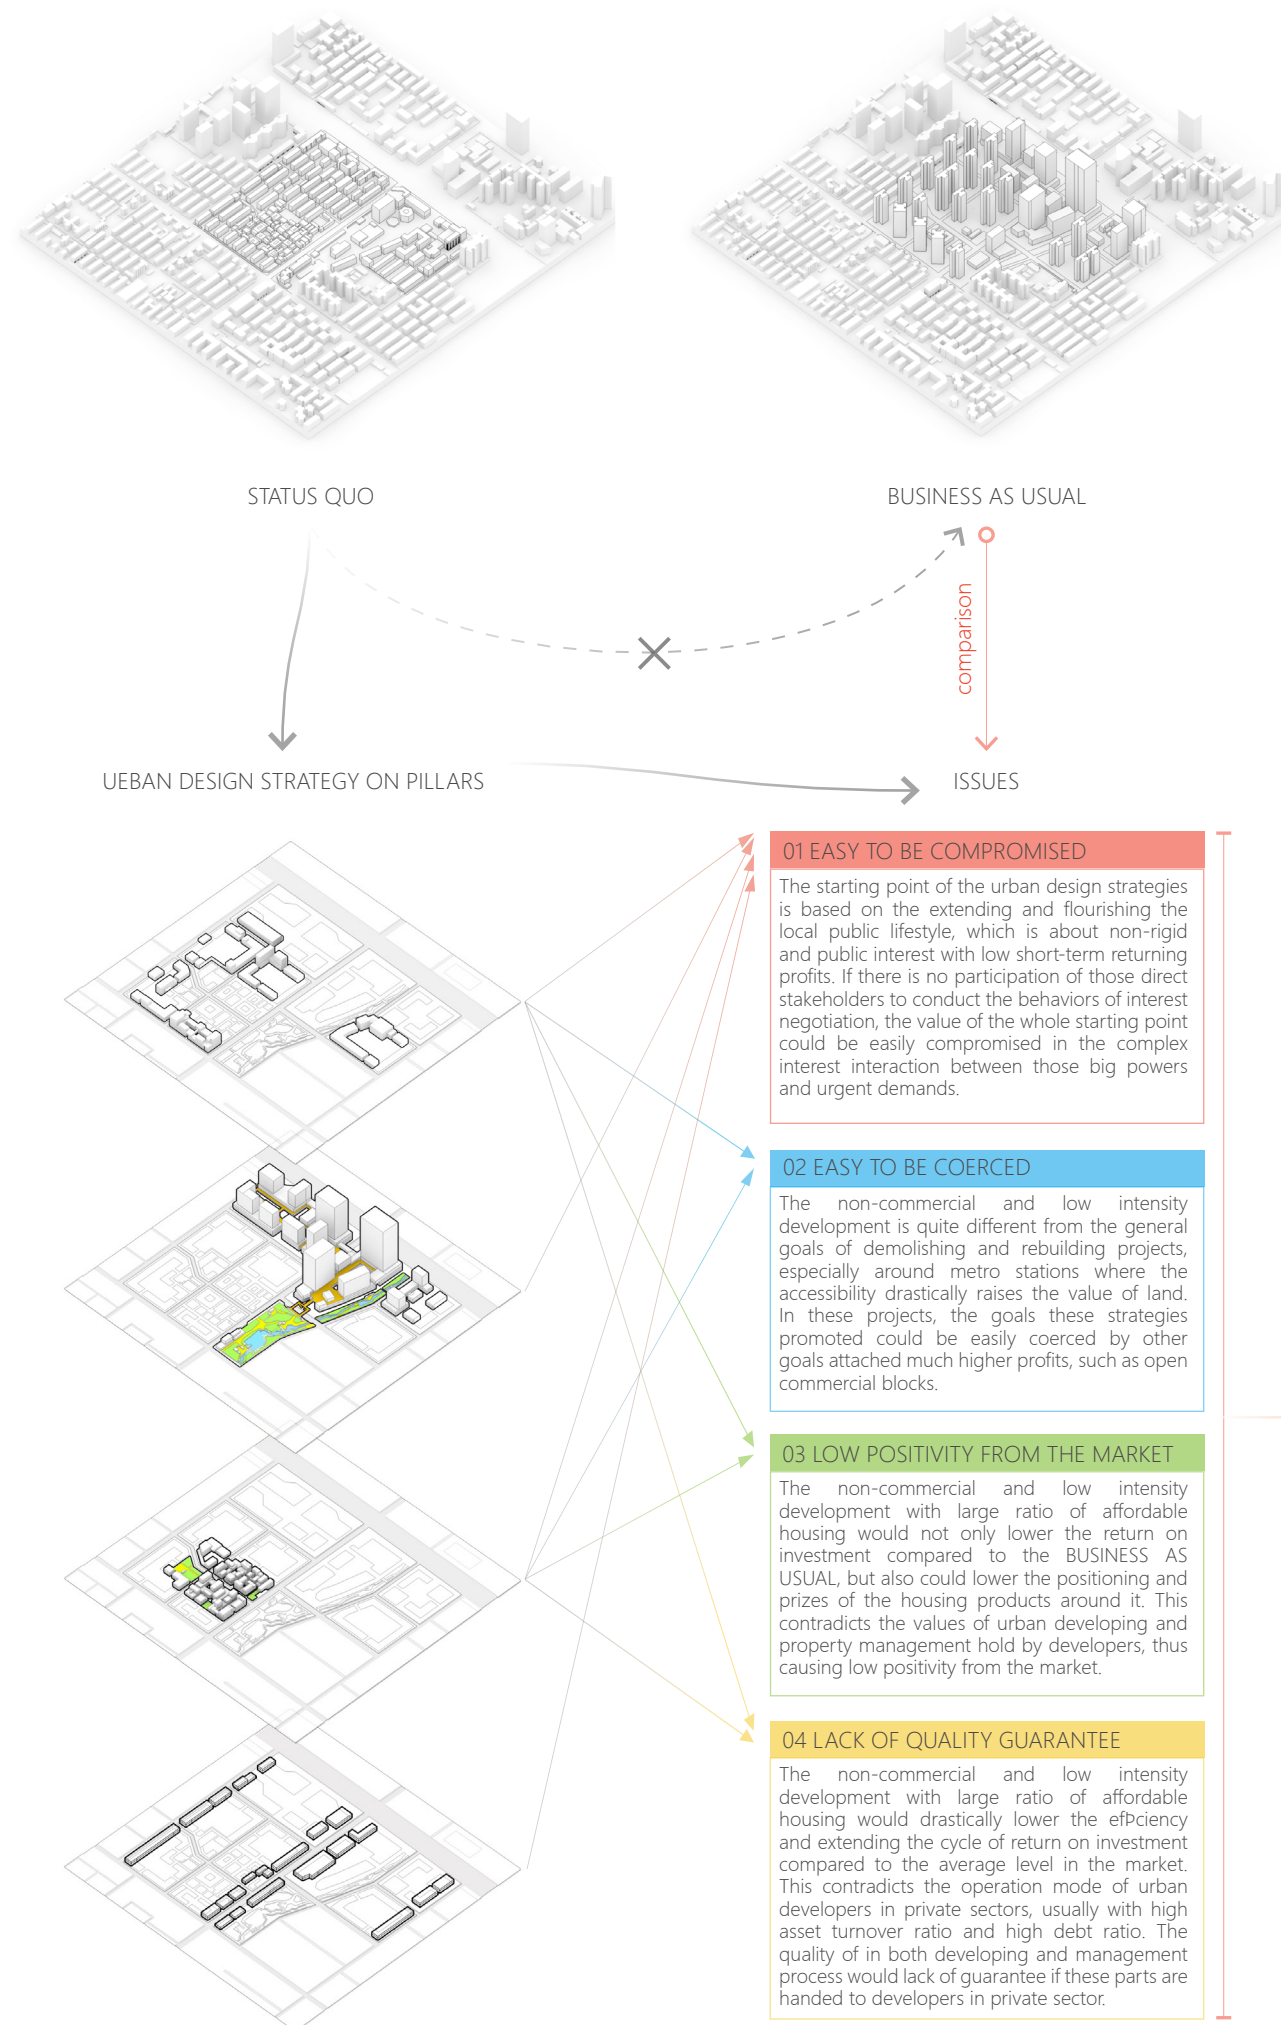 STATUS QUO
BUSINESS AS USUAL
comparison
UEBAN DESIGN STRATEGY ON PILLARS
ISSUES
01 EASY TO BE COMPROMISED
The starting point of the urban design strategies
is based on the extending and flourishing the
local public lifestyle, which is about non-rigid
and public interest with low short-term returning
profits. If there is no participation of those direct
stakeholders to conduct the behaviors of interest
negotiation, the value of the whole starting point
could be easily compromised in the complex
interest interaction between those big powers
and urgent demands.
02 EASY TO BE COERCED
The non-commercial and low intensity
development is quite different from the general
goals of demolishing and rebuilding projects,
especially around metro stations where the
accessibility drastically raises the value of land.
In these projects, the goals these strategies
promoted could be easily coerced by other
goals attached much higher profits, such as open
commercial blocks.
03 LOW POSITIVITY FROM THE MARKET
The non-commercial and low intensity
development with large ratio of affordable
housing would not only lower the return on
investment compared to the BUSINESS AS
USUAL, but also could lower the positioning and
prizes of the housing products around it. This
contradicts the values of urban developing and
property management hold by developers, thus
causing low positivity from the market.
04 LACK OF QUALITY GUARANTEE
The non-commercial and low intensity
development with large ratio of affordable
housing would drastically lower the efÞciency
and extending the cycle of return on investment
compared to the average level in the market.
This contradicts the operation mode of urban
developers in private sectors, usually with high
asset turnover ratio and high debt ratio. The
quality of in both developing and management
process would lack of guarantee if these parts are
handed to developers in private sector.